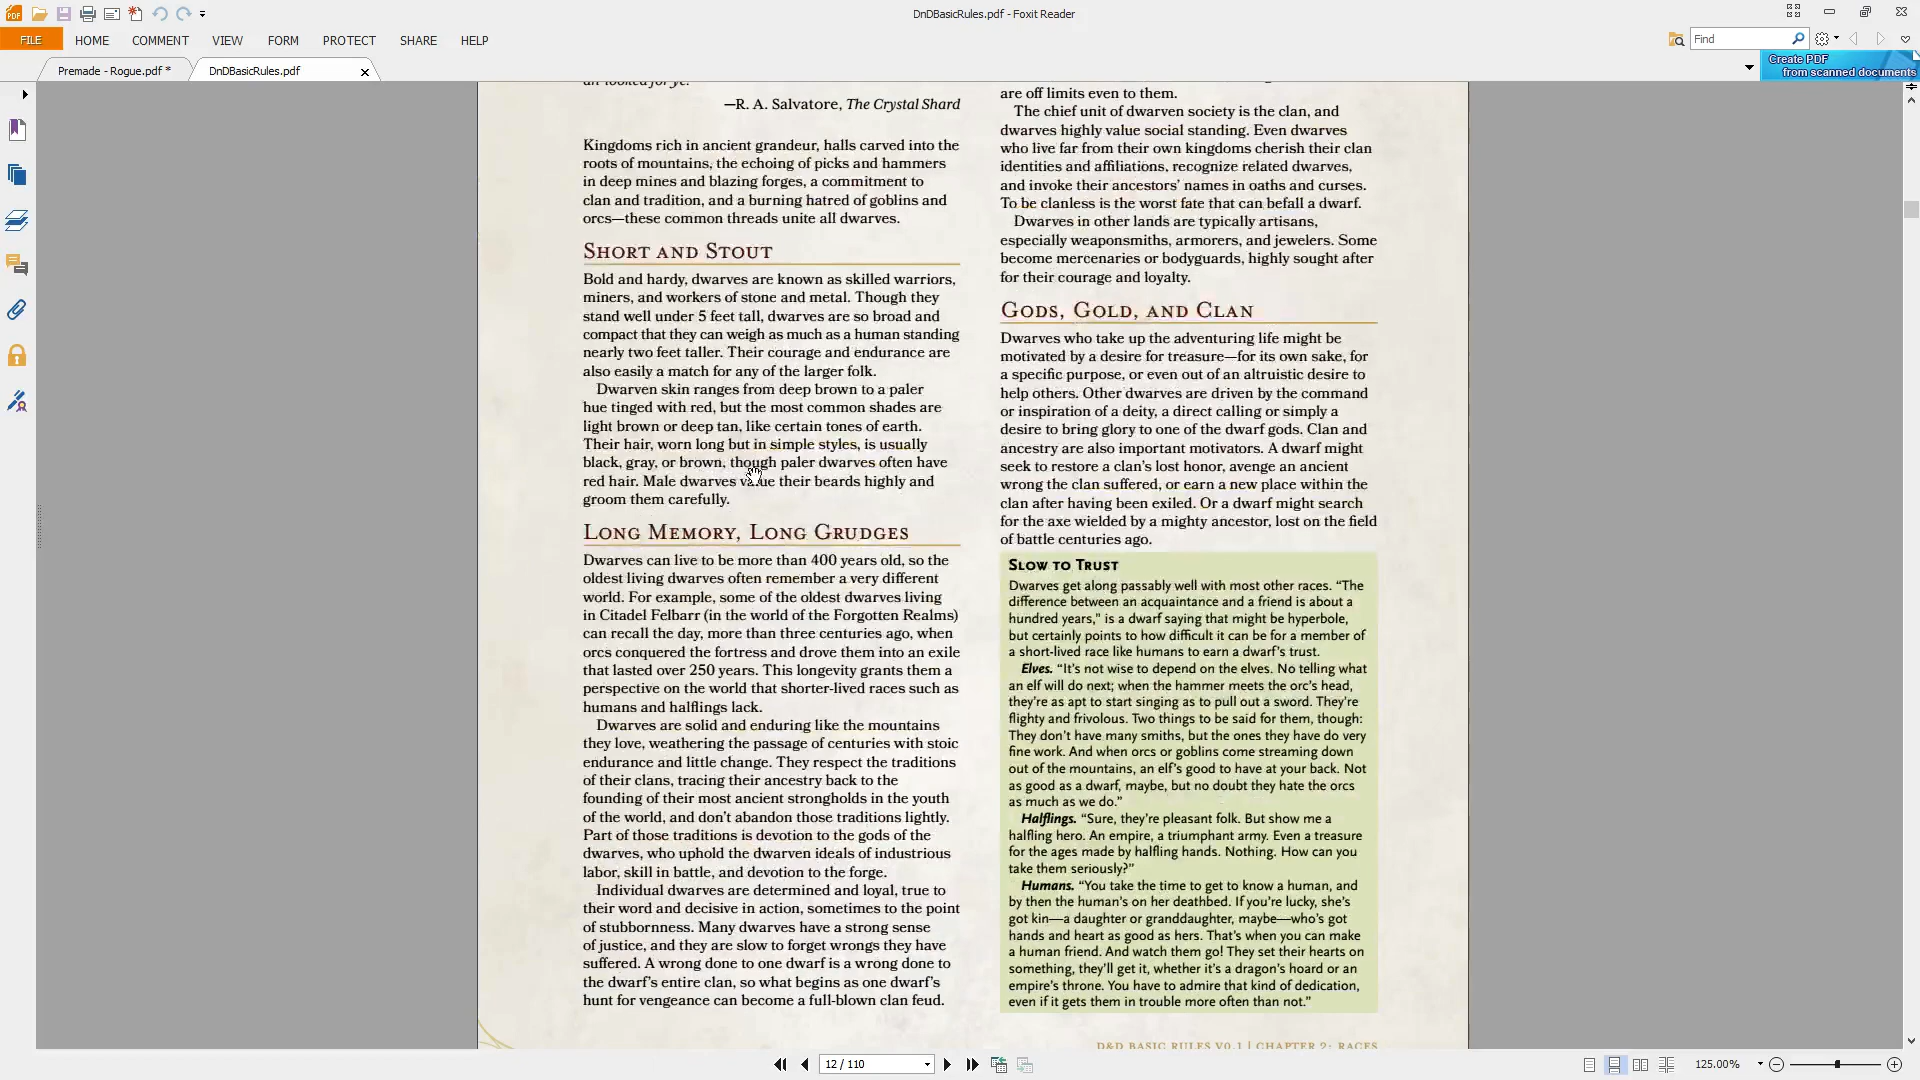 DnDBasicRules.pdf - Foxit Reader
FILE
HOME
COMMENT
VIEW
FORM
PROTECT
SHARE
HELP
Find
Premade - Rogue.pdf *
DnDBasicRules.pdf
Create PDF
from scanned documents
—R. A. Salvatore, The Crystal Shard
Kingdoms rich in ancient grandeur, halls carved into the
roots of mountains, the echoing of picks and hammers
in deep mines and blazing forges, a commitment to
clan and tradition, and a burning hatred of goblins and
orcs—these common threads unite all dwarves.
Short and Stout
Bold and hardy, dwarves are known as skilled warriors,
miners, and workers of stone and metal. Though they
stand well under 5 feet tall, dwarves are so broad and
compact that they can weigh as much as a human standing
nearly two feet taller. Their courage and endurance are
also easily a match for any of the larger folk.
Dwarven skin ranges from deep brown to a paler
hue tinged with red, but the most common shades are
light brown or deep tan, like certain tones of earth.
Their hair, worn long but in simple styles, is usually
black, gray, or brown, though paler dwarves often have
red hair. Male dwarves value their beards highly and
groom them carefully.
Long Memory, Long Grudges
Dwarves can live to be more than 400 years old, so the
oldest living dwarves often remember a very different
world. For example, some of the oldest dwarves living
in Citadel Felbarr (in the world of the Forgotten Realms)
can recall the day, more than three centuries ago, when
orcs conquered the fortress and drove them into an exile
that lasted over 250 years. This longevity grants them a
perspective on the world that shorter-lived races such as
humans and halflings lack.
Dwarves are solid and enduring like the mountains
they love, weathering the passage of centuries with stoic
endurance and little change. They respect the traditions
of their clans, tracing their ancestry back to the
founding of their most ancient strongholds in the youth
of the world, and don't abandon those traditions lightly.
Part of those traditions is devotion to the gods of the
dwarves, who uphold the dwarven ideals of industrious
labor, skill in battle, and devotion to the forge.
Individual dwarves are determined and loyal, true to
their word and decisive in action, sometimes to the point
of stubbornness. Many dwarves have a strong sense
of justice, and they are slow to forget wrongs they have
suffered. A wrong done to one dwarf is a wrong done to
the dwarf's entire clan, so what begins as one dwarf's
hunt for vengeance can become a full-blown clan feud.
are off limits even to them.
The chief unit of dwarven society is the clan, and
dwarves highly value social standing. Even dwarves
who live far from their own kingdoms cherish their clan
identities and affiliations, recognize related dwarves,
and invoke their ancestors' names in oaths and curses.
To be clanless is the worst fate that can befall a dwarf.
Dwarves in other lands are typically artisans,
especially weaponsmiths, armorers, and jewelers. Some
become mercenaries or bodyguards, highly sought after
for their courage and loyalty.
Gods, Gold, and Clan
Dwarves who take up the adventuring life might be
motivated by a desire for treasure—for its own sake, for
a specific purpose, or even out of an altruistic desire to
help others. Other dwarves are driven by the command
or inspiration of a deity, a direct calling or simply a
desire to bring glory to one of the dwarf gods. Clan and
ancestry are also important motivators. A dwarf might
seek to restore a clan's lost honor, avenge an ancient
wrong the clan suffered, or earn a new place within the
clan after having been exiled. Or a dwarf might search
for the axe wielded by a mighty ancestor, lost on the field
of battle centuries ago.
Slow to Trust
Dwarves get along passably well with most other races. “The
difference between an acquaintance and a friend is about a
hundred years,” is a dwarf saying that might be hyperbole,
but certainly points to how difficult it can be for a member of
a short-lived race like humans to earn a dwarf's trust.
Elves. “It's not wise to depend on the elves. No telling what
an elf will do next; when the hammer meets the orc's head,
they're as apt to start singing as to pull out a sword. They're
flighty and frivolous. Two things to be said for them, though:
They don't have many smiths, but the ones they have do very
fine work. And when orcs or goblins come streaming down
out of the mountains, an elf's good to have at your back. Not
as good as a dwarf, maybe, but no doubt they hate the orcs
as much as we do.”
Halflings. “Sure, they're pleasant folk. But show me a
halfling hero. An empire, a triumphant army. Even a treasure
for the ages made by halfling hands. Nothing. How can you
take them seriously?”
Humans. “You take the time to get to know a human, and
by then the human's on her deathbed. If you're lucky, she's
got kin—a daughter or granddaughter, maybe—who's got
hands and heart as good as hers. That's when you can make
a human friend. And watch them go! They set their hearts on
something, they'll get it, whether it's a dragon's hoard or an
empire's throne. You have to admire that kind of dedication,
even if it gets them in trouble more often than not.”
D&D BASIC RULES V0.1 | CHAPTER 2: RACES
12 / 110
125.00%